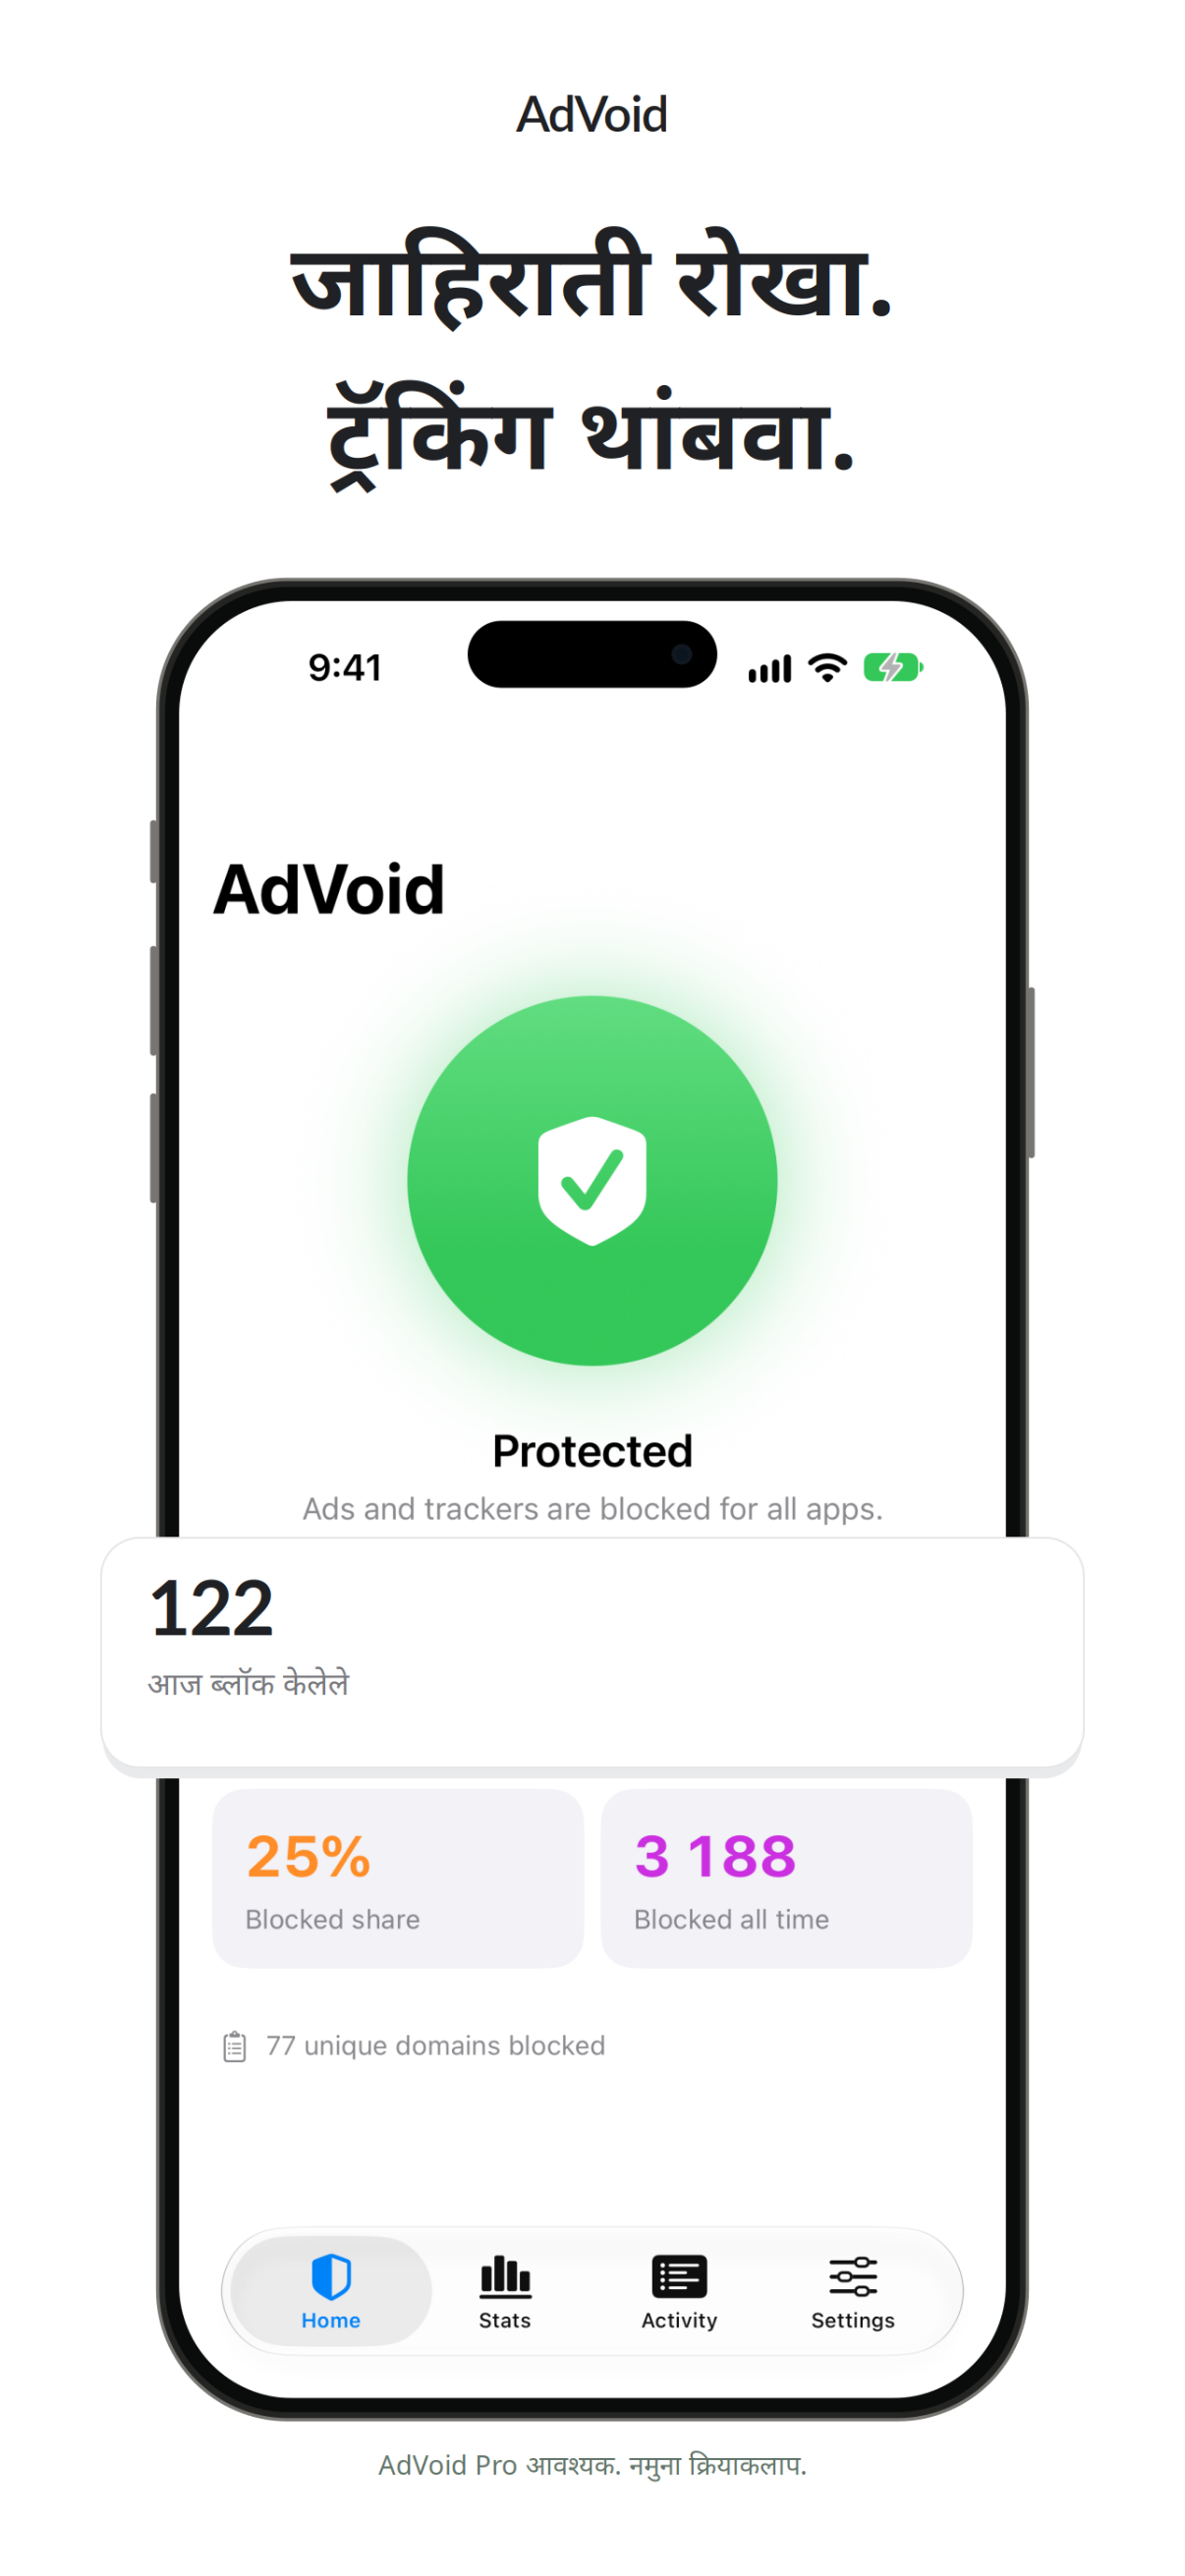 AdVoid
जाहिराती रोखा.
ट्रॅकिंग थांबवा.
9:41
AdVoid
Protected
Ads and trackers are blocked for all apps.
122
आज ब्लॉक केलेले
25%
Blocked share
3 188
Blocked all time
77 unique domains blocked
Home
Stats
Activity
Settings
AdVoid Pro आवश्यक. नमुना क्रियाकलाप.